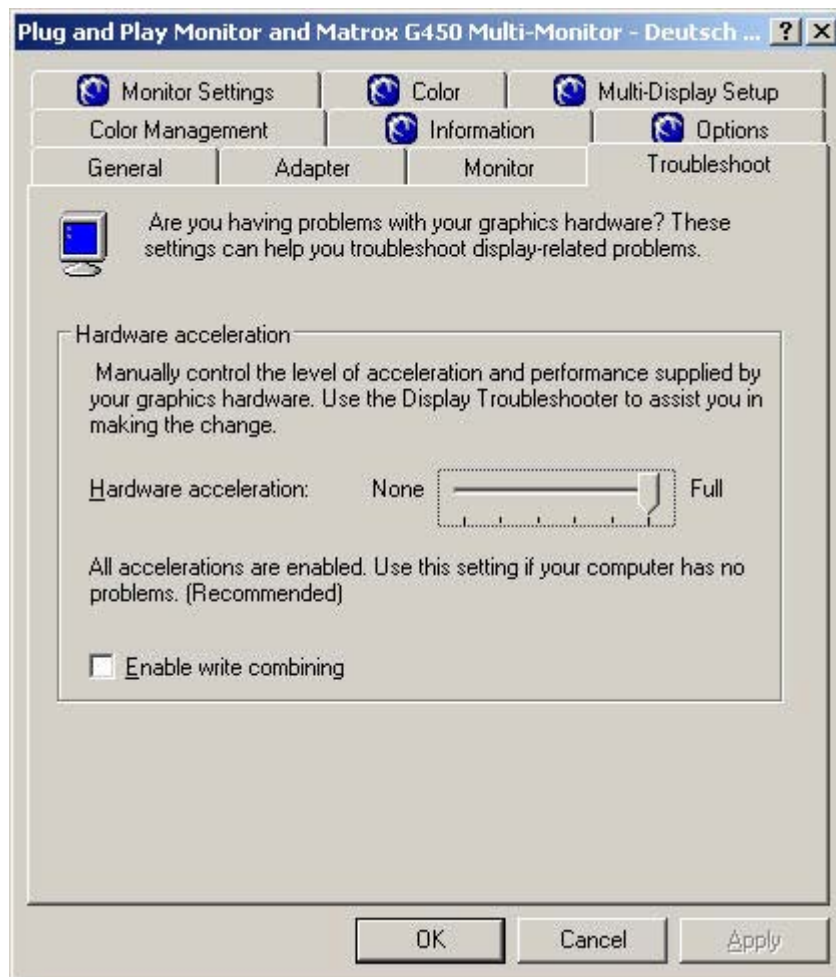 Plug and Play Monitor and Matrox G450 Multi-Monitor - Deutsch ...
Monitor Settings
Color
Multi-Display Setup
Color Management
Information
Options
General
Adapter
Monitor
Troubleshoot
Are you having problems with your graphics hardware? These
settings can help you troubleshoot display-related problems.
Hardware acceleration
Manually control the level of acceleration and performance supplied by
your graphics hardware. Use the Display Troubleshooter to assist you in
making the change.
Hardware acceleration:
None
Full
All accelerations are enabled. Use this setting if your computer has no
problems. (Recommended)
Enable write combining
OK
Cancel
Apply